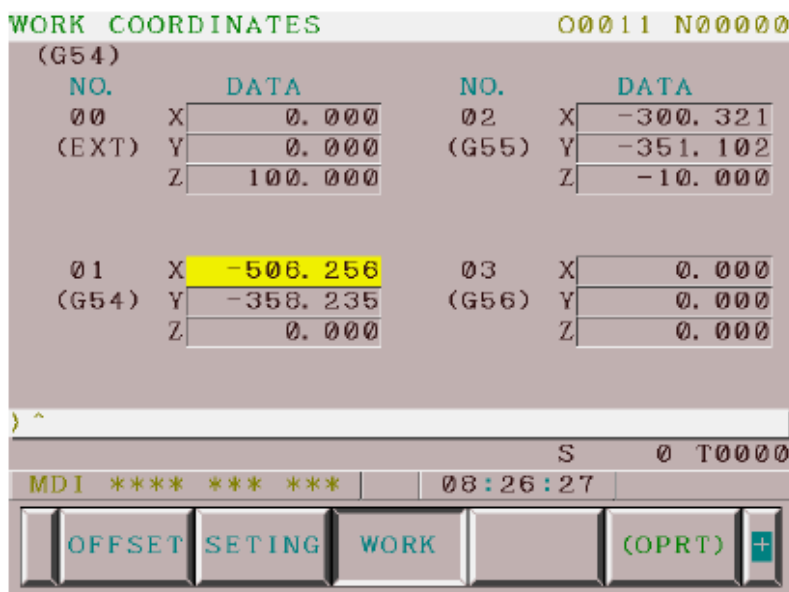 WORK COORDINATES O0011 N00000
(G54)
NO. DATA NO. DATA
00 X 0.000 02 X -300.321
(EXT) Y 0.000 (G55) Y -351.102
Z 100.000 Z -10.000
01 X -506.256 03 X 0.000
(G54) Y -358.235 (G56) Y 0.000
Z 0.000 Z 0.000
) ^
S 0 T0000
MDI **** *** *** 08:26:27
OFFSET SETING WORK (OPRT) +